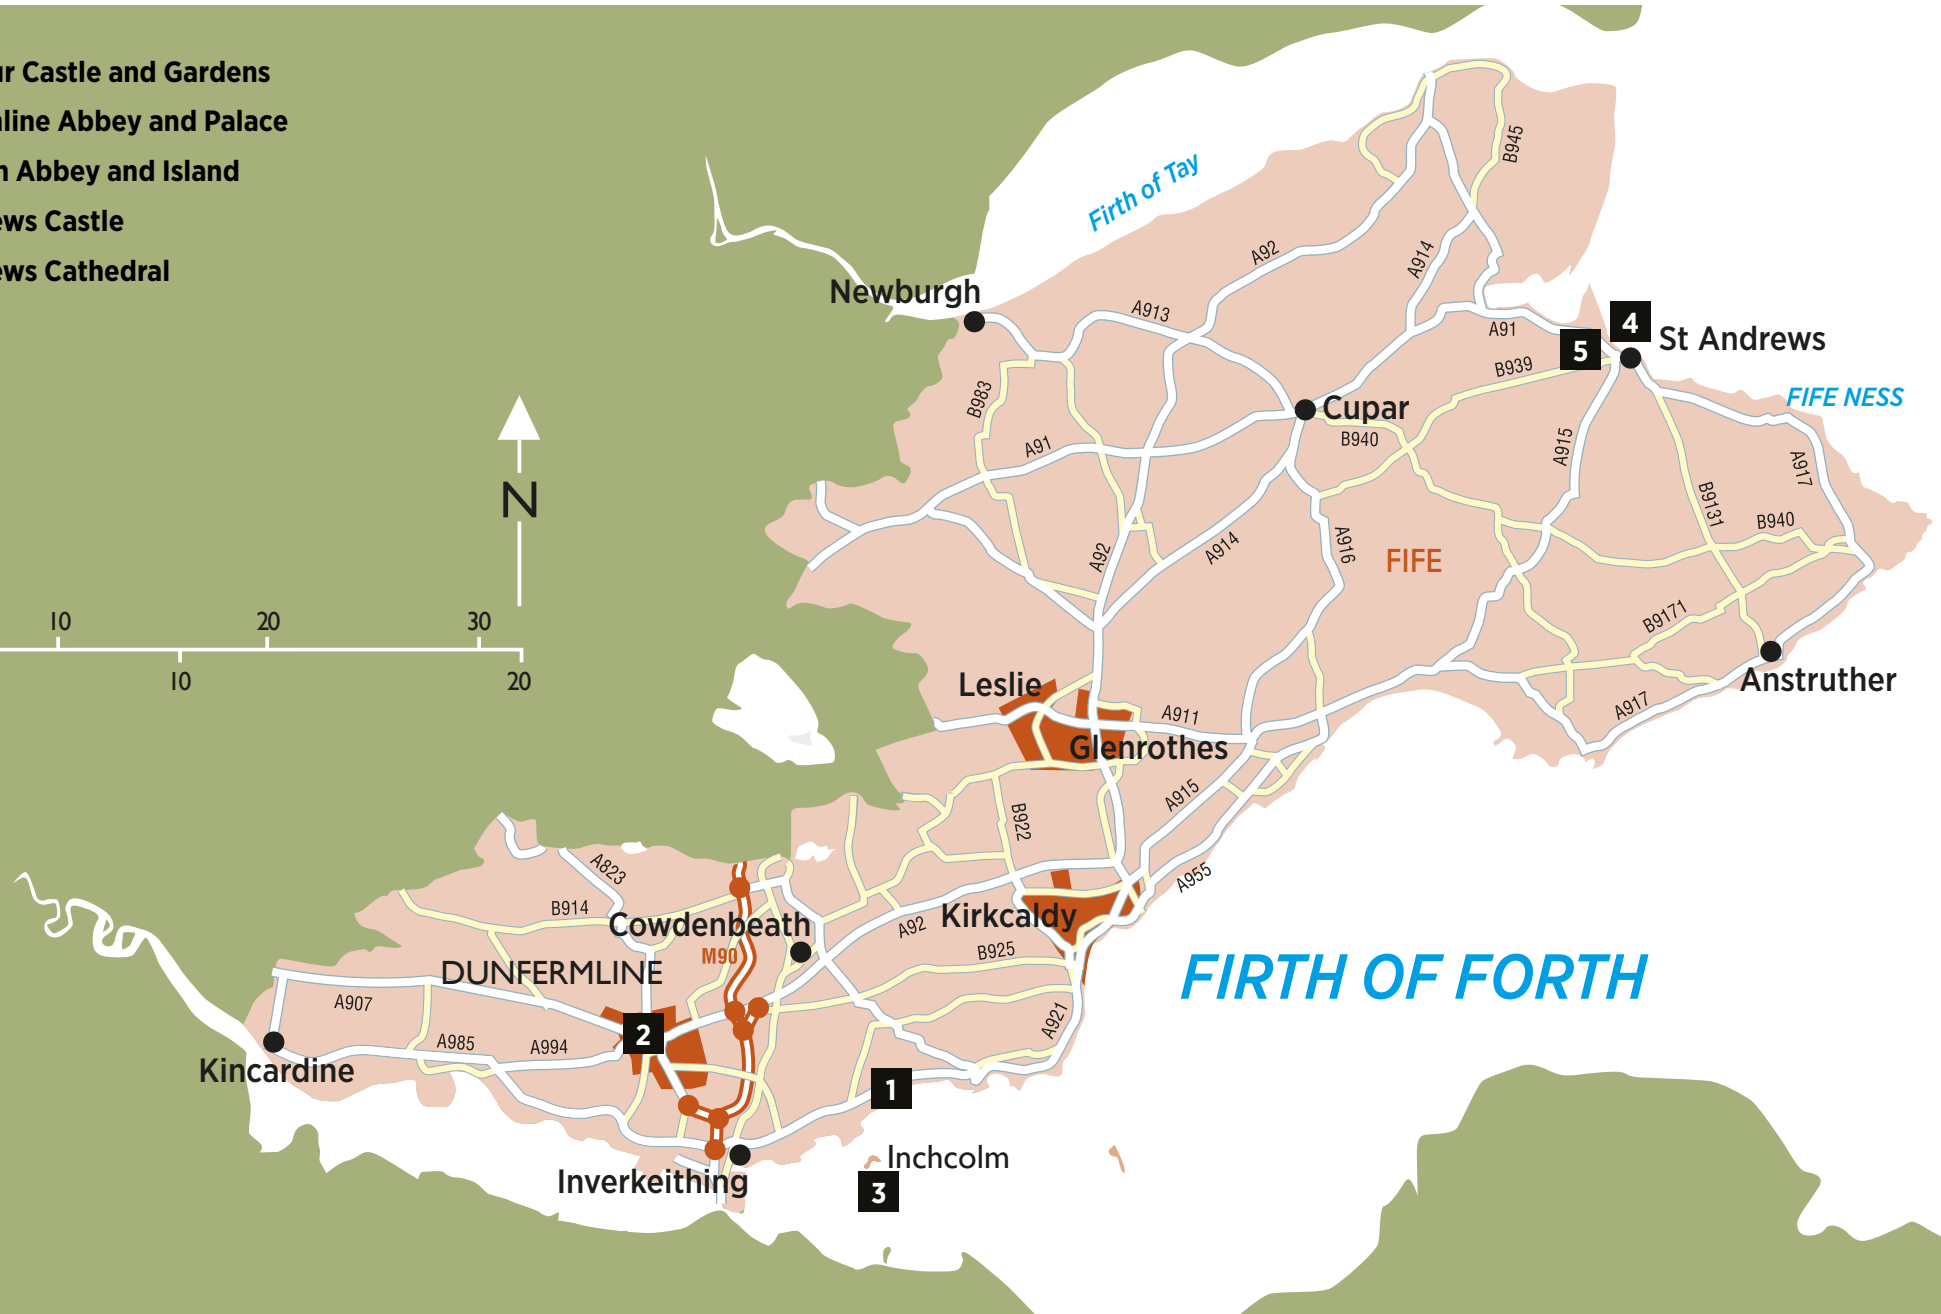 ur Castle and Gardens
line Abbey and Palace
Abbey and Island
ews Castle
ews Cathedral
Firth of Tay
B945
A92
A914
Newburgh
A913
A91
4
5
St Andrews
B939
FIFE NESS
B983
Cupar
B940
A91
A915
A917
B9131
B940
N
A92
A914
A916
FIFE
10 20 30
10 20
B9171
Leslie
Anstruther
A911
A917
Glenrothes
A915
B922
A823
A955
B914
Cowdenbeath
A92
Kirkcaldy
M90
B925
DUNFERMLINE
FIRTH OF FORTH
A907
A921
2
A985
A994
Kincardine
1
Inchcolm
Inverkeithing
3